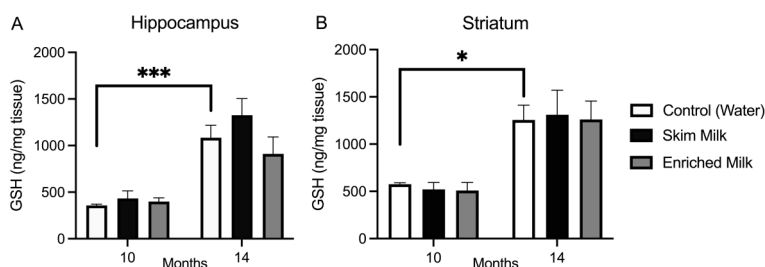 A
Hippocampus
GSH (ng/mg tissue)
2000
1500
1000
500
0
***
10
14
Months
B
Striatum
GSH (ng/mg tissue)
2000
1500
1000
500
0
*
10
14
Months
Control (Water)
Skim Milk
Enriched Milk